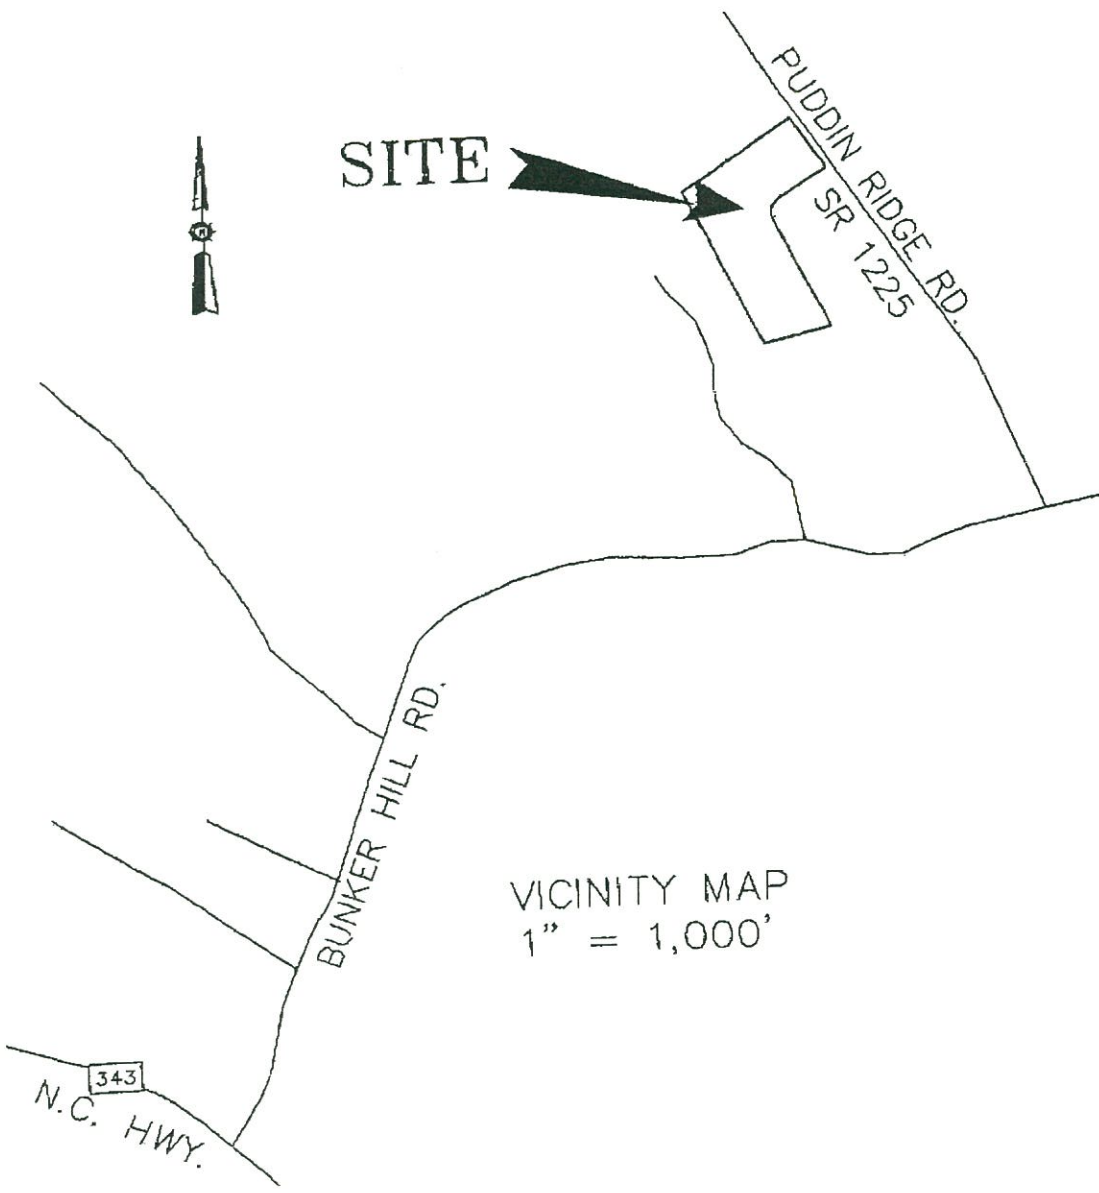 PUDDIN RIDGE RD.
SITE
SR 1225
BUNKER HILL RD.
VICINITY MAP
1" = 1,000'
343
N.C. HWY.